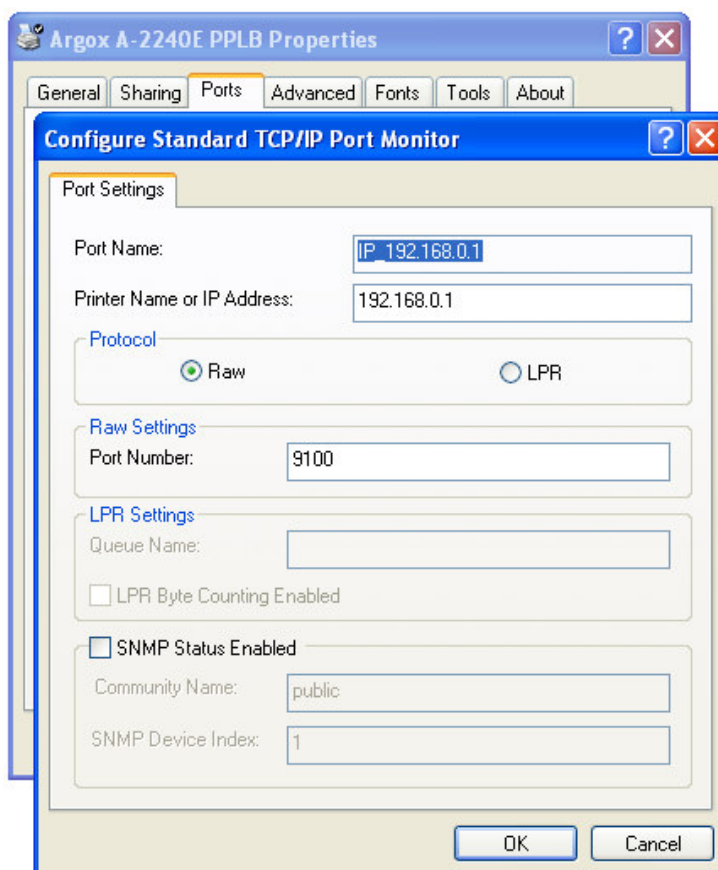 Argox A-2240E PPLB Properties
General Sharing Ports Advanced Fonts Tools About
Configure Standard TCP/IP Port Monitor
Port Settings
Port Name: IP_192.168.0.1
Printer Name or IP Address: 192.168.0.1
Protocol
Raw LPR
Raw Settings
Port Number: 9100
LPR Settings
Queue Name:
LPR Byte Counting Enabled
SNMP Status Enabled
Community Name: public
SNMP Device Index: 1
OK Cancel